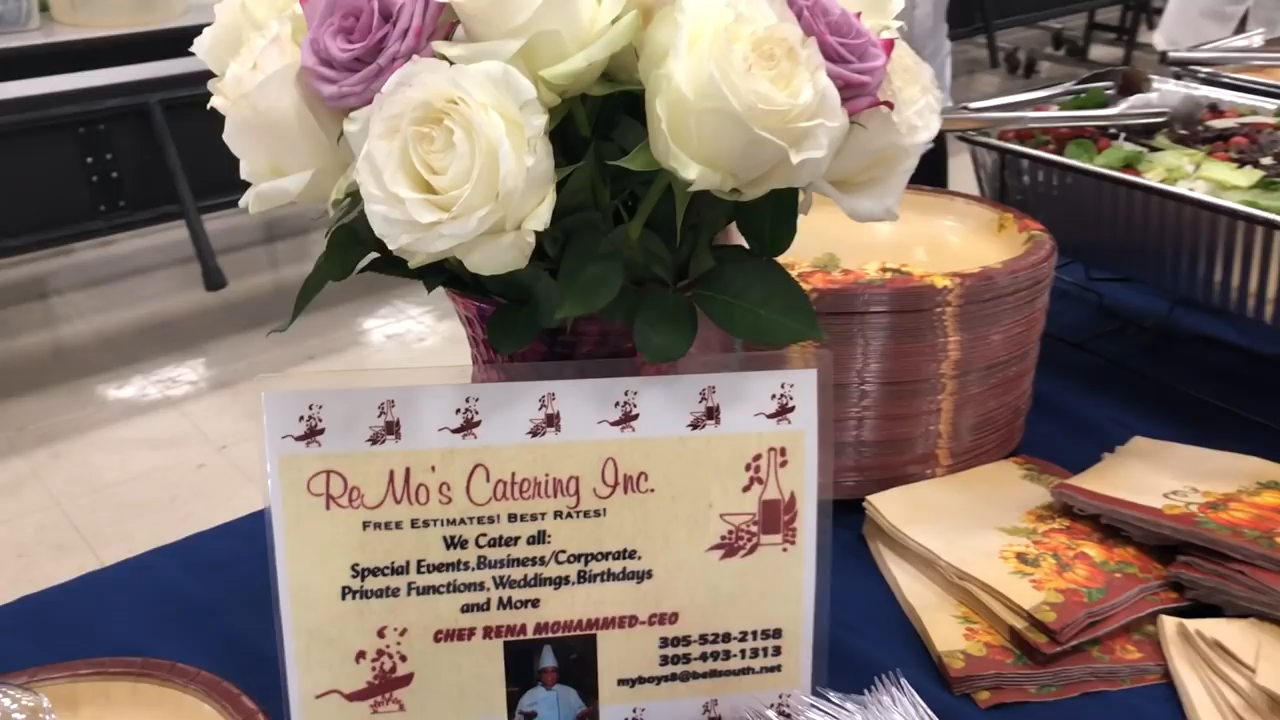 ReMo's Catering Inc.
FREE ESTIMATES! BEST RATES!
We Cater all:
Special Events,Business/Corporate,
Private Functions,Weddings,Birthdays
and More
CHEF RENA MOHAMMED-CEO
305-528-2158
305-493-1313
myboys8@bellsouth.net